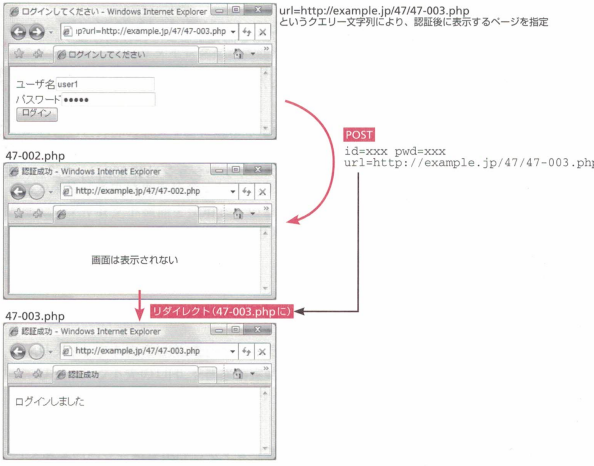 ログインしてください - Windows Internet Explorer
ip?url=http://example.jp/47/47-003.php
ログインしてください
ユーザ名 user1
パスワード ●●●●●
ログイン
url=http://example.jp/47/47-003.php
というクエリー文字列により、認証後に表示するページを指定
POST
id=xxx pwd=xxx
url=http://example.jp/47/47-003.php
47-002.php
認証成功 - Windows Internet Explorer
http://example.jp/47/47-002.php
画面は表示されない
リダイレクト(47-003.phpに)
47-003.php
認証成功 - Windows Internet Explorer
http://example.jp/47/47-003.php
認証成功
ログインしました